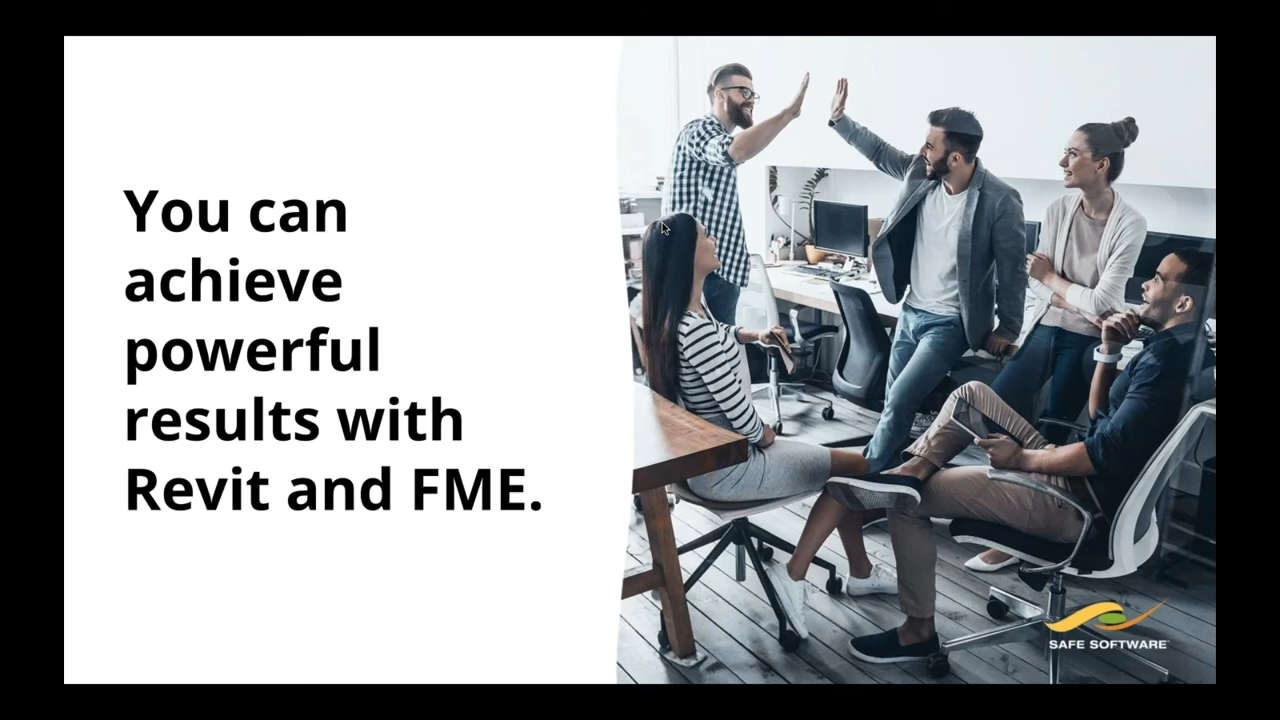 You can
achieve
powerful
results with
Revit and FME.
SAFE SOFTWARE